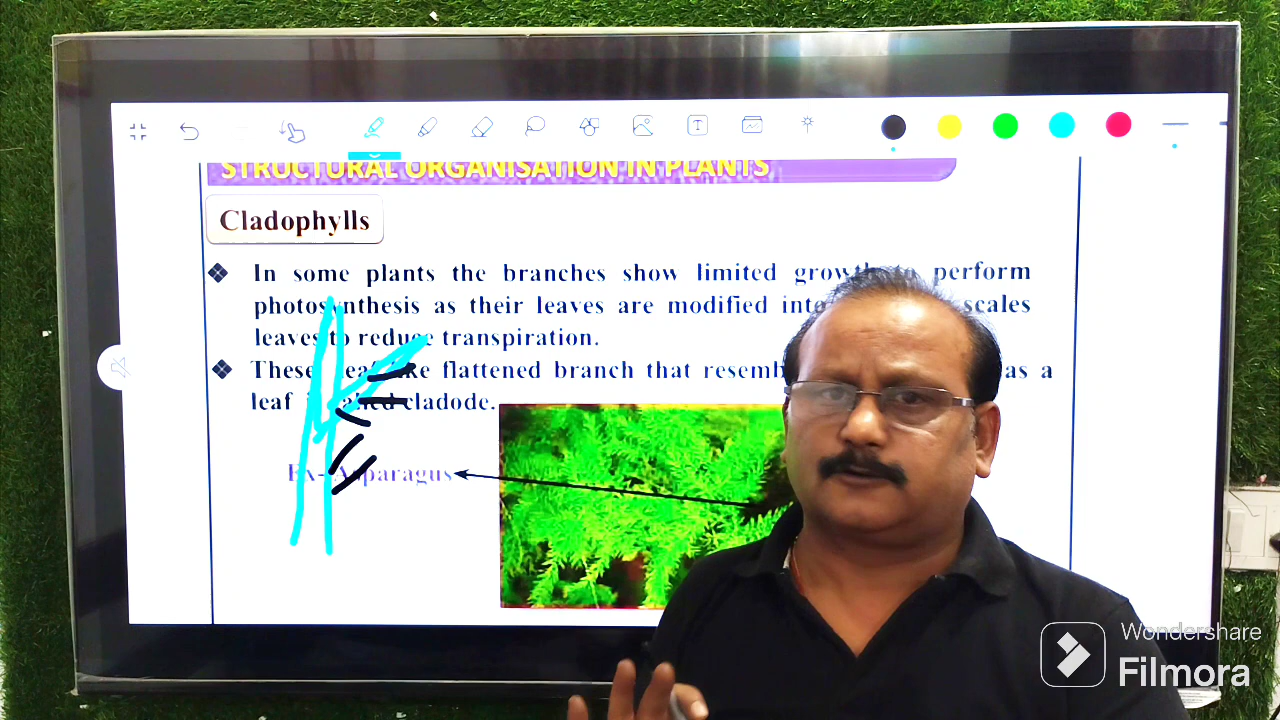 STRUCTURAL ORGANISATION IN PLANTS
Cladophylls
In some plants the branches show limited growth to perform
photosynthesis as their leaves are modified into scales
leaves to reduce transpiration.
These leaf like flattened branch that as a
leaf is called cladode.
Ex- Asparagus
Wondershare
Filmora